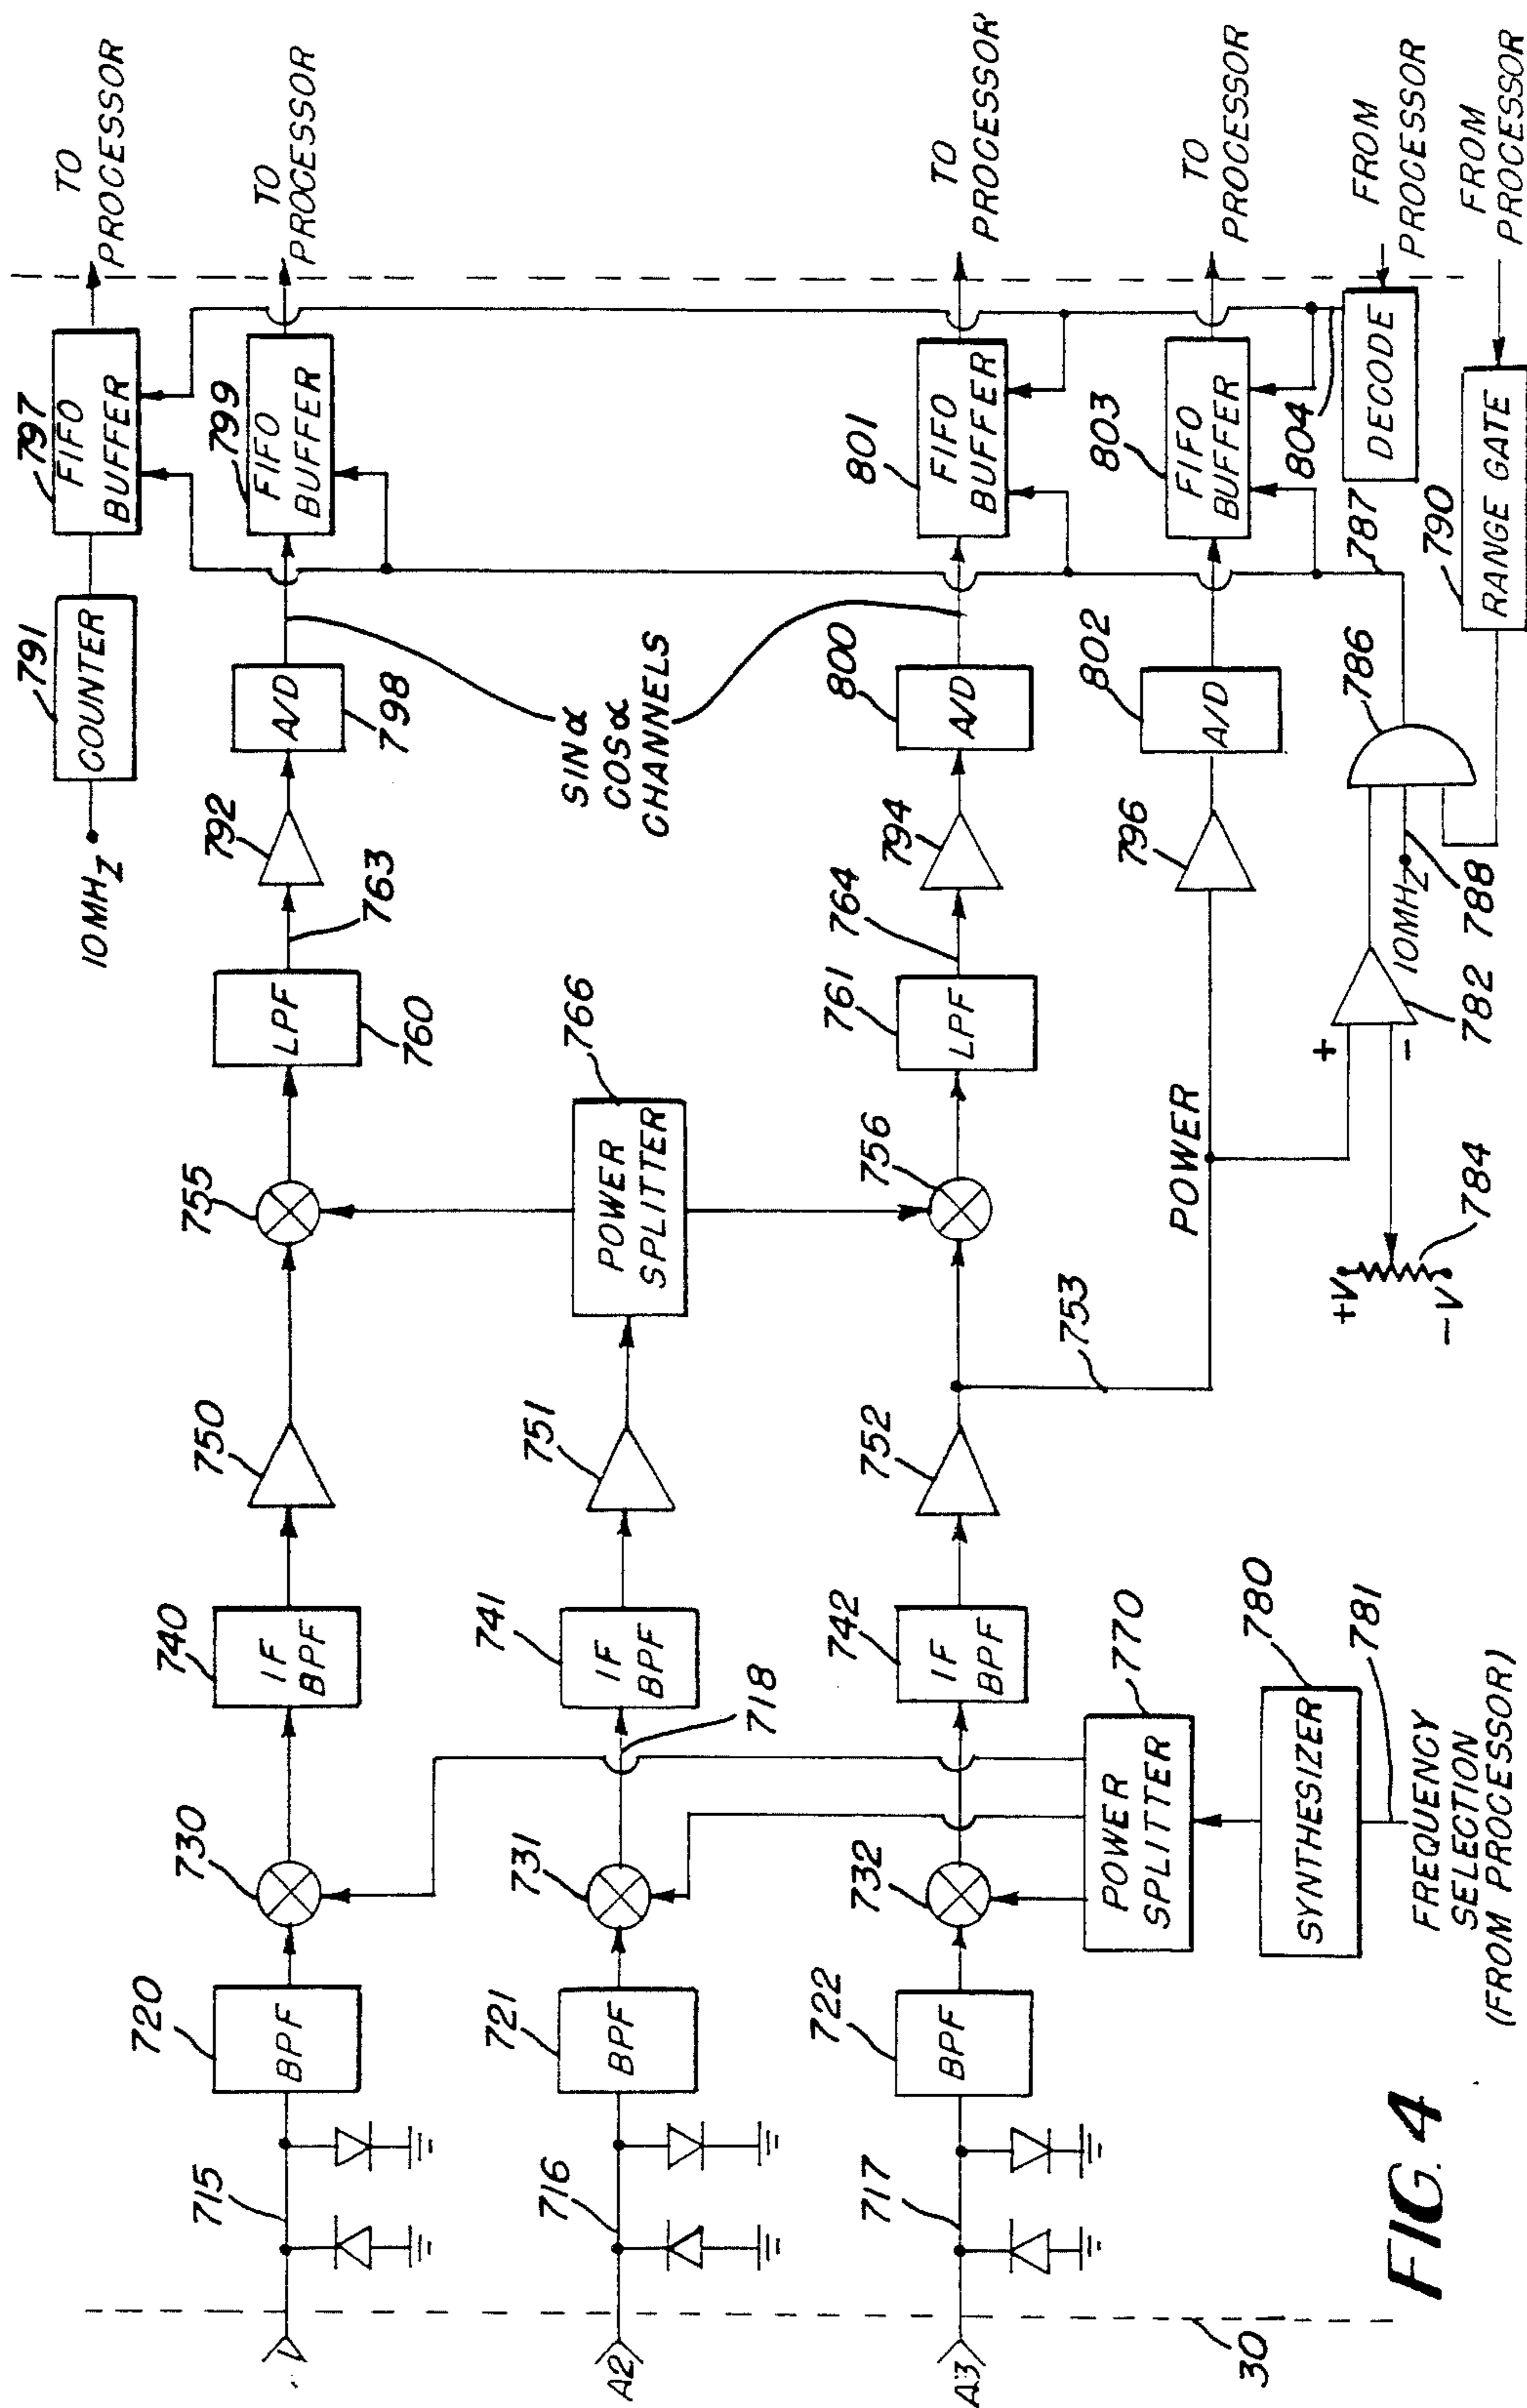 TO
PROCESSOR
797
FIFO
BUFFER
791
COUNTER
10MHZ
TO
PROCESSOR
799
FIFO
BUFFER
A/D
798
792
763
LPF
760
755
750
IF
BPF
740
730
BPF
720
715
SIN α
COS α
CHANNELS
766
POWER
SPLITTER
751
IF
BPF
741
718
731
BPF
721
716
A2
TO
PROCESSOR
801
FIFO
BUFFER
800
A/D
794
764
761
LPF
756
752
753
IF
BPF
742
732
BPF
722
717
A3
TO
PROCESSOR
803
FIFO
BUFFER
802
A/D
796
POWER
770
POWER
SPLITTER
780
SYNTHESIZER
781
FREQUENCY
SELECTION
(FROM PROCESSOR)
FROM
PROCESSOR
804
DECODE
787
786
10MHZ
788
782
+
-
+V
-V
784
FROM
PROCESSOR
790
RANGE GATE
30
FIG. 4